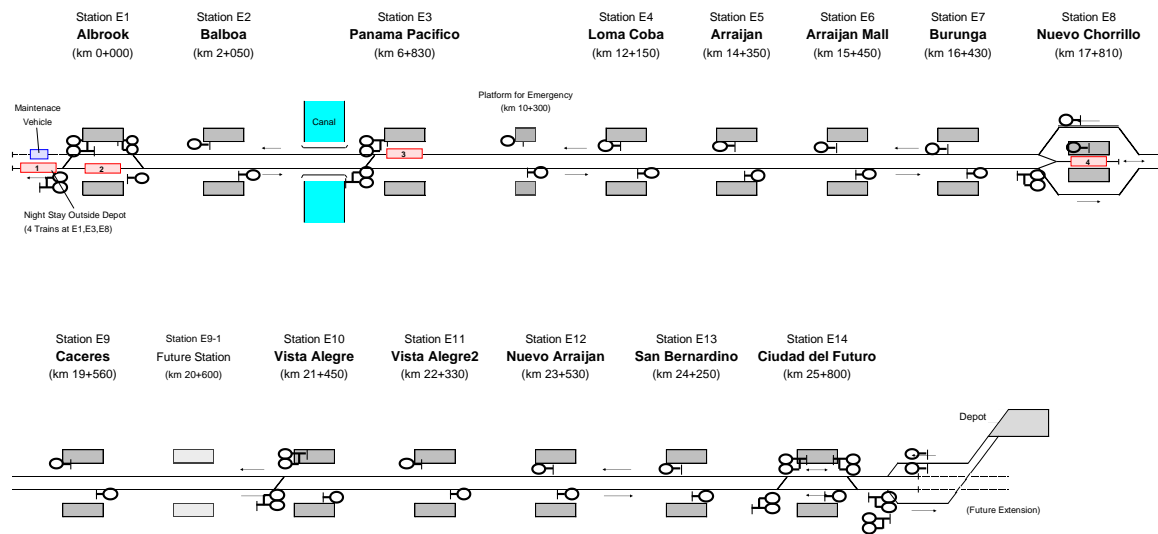 Station E1
Albrook
(km 0+000)
Station E2
Balboa
(km 2+050)
Station E3
Panama Pacifico
(km 6+830)
Station E4
Loma Coba
(km 12+150)
Station E5
Arraijan
(km 14+350)
Station E6
Arraijan Mall
(km 15+450)
Station E7
Burunga
(km 16+430)
Station E8
Nuevo Chorrillo
(km 17+810)
Maintenace
Vehicle
Canal
Platform for Emergency
(km 10+300)
1
2
3
4
Night Stay Outside Depot
(4 Trains at E1,E3,E8)
Station E9
Caceres
(km 19+560)
Station E9-1
Future Station
(km 20+600)
Station E10
Vista Alegre
(km 21+450)
Station E11
Vista Alegre2
(km 22+330)
Station E12
Nuevo Arraijan
(km 23+530)
Station E13
San Bernardino
(km 24+250)
Station E14
Ciudad del Futuro
(km 25+800)
Depot
(Future Extension)